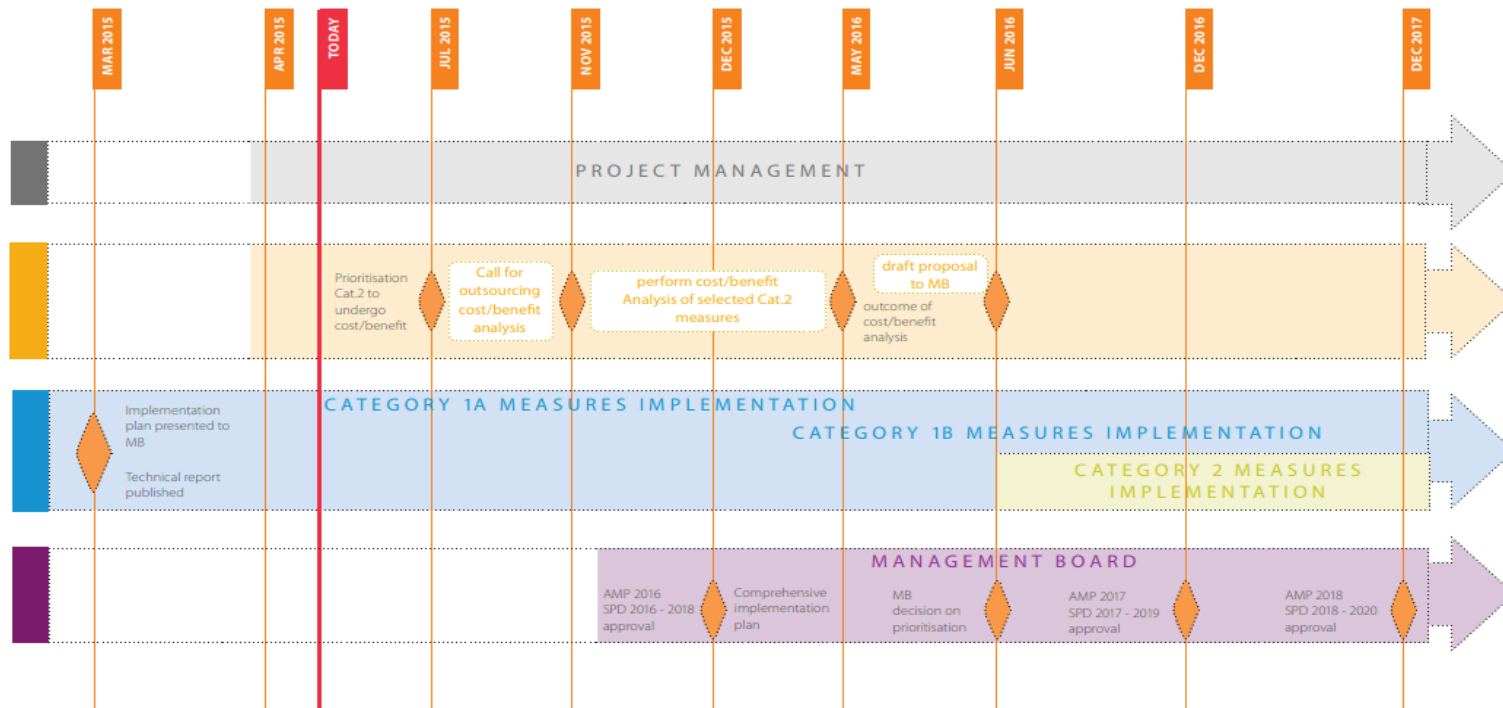 MAR 2015
APR 2015
TODAY
JUL 2015
NOV 2015
DEC 2015
MAY 2016
JUN 2016
DEC 2016
DEC 2017
PROJECT MANAGEMENT
Prioritisation
Cat.2 to
undergo
cost/benefit
Call for
outsourcing
cost/benefit
analysis
perform cost/benefit
Analysis of selected Cat.2
measures
draft proposal
to MB
outcome of
cost/benefit
analysis
Implementation
plan presented to
MB
Technical report
published
CATEGORY 1A MEASURES IMPLEMENTATION
CATEGORY 1B MEASURES IMPLEMENTATION
CATEGORY 2 MEASURES
IMPLEMENTATION
MANAGEMENT BOARD
AMP 2016
SPD 2016 - 2018
approval
Comprehensive
implementation
plan
MB
decision on
prioritisation
AMP 2017
SPD 2017 - 2019
approval
AMP 2018
SPD 2018 - 2020
approval